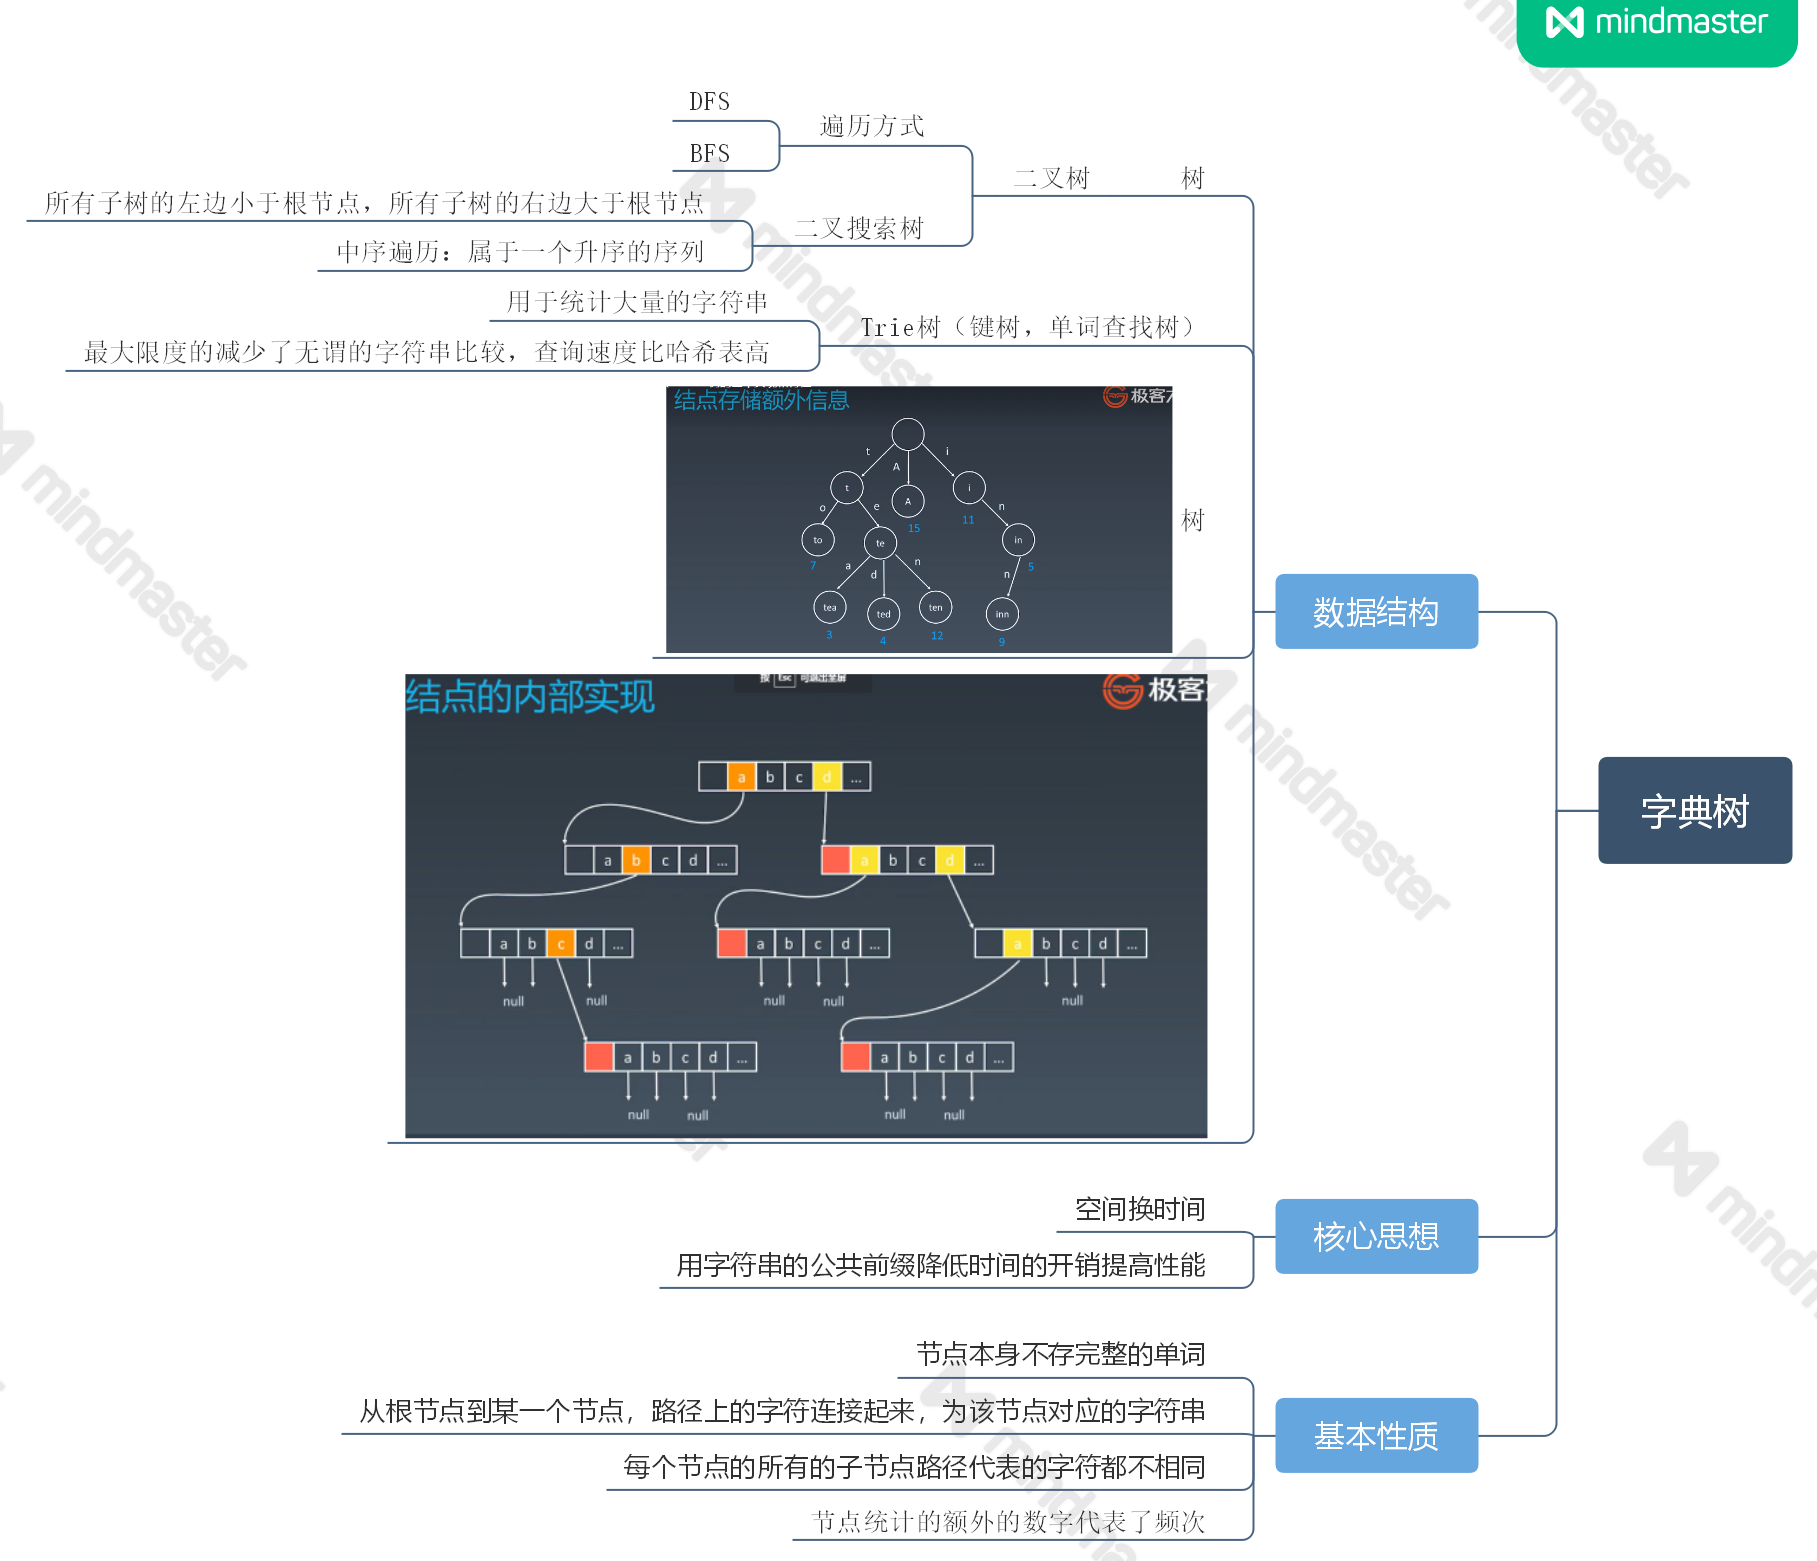 mindmaster
DFS
遍历方式
BFS
二叉树
树
所有子树的左边小于根节点，所有子树的右边大于根节点
二叉搜索树
中序遍历：属于一个升序的序列
用于统计大量的字符串
Trie树（键树，单词查找树）
最大限度的减少了无谓的字符串比较，查询速度比哈希表高
结点存储额外信息
极客
t A i
t A i
15 11
o e n
to te in
7 5
a d n n
tea ted ten inn
3 4 12 9
树
数据结构
结点的内部实现
按 Esc 可退出全屏
极客
a b c d ...
a b c d ...
a b c d ...
a b c d ...
a b c d ...
a b c d ...
null null
null null
null
a b c d ...
a b c d ...
null null
null null
字典树
空间换时间
核心思想
用字符串的公共前缀降低时间的开销提高性能
节点本身不存完整的单词
从根节点到某一个节点，路径上的字符连接起来，为该节点对应的字符串
基本性质
每个节点的所有的子节点路径代表的字符都不相同
节点统计的额外的数字代表了频次
mindmaster
mindmaster
mindmaster
mindmaster